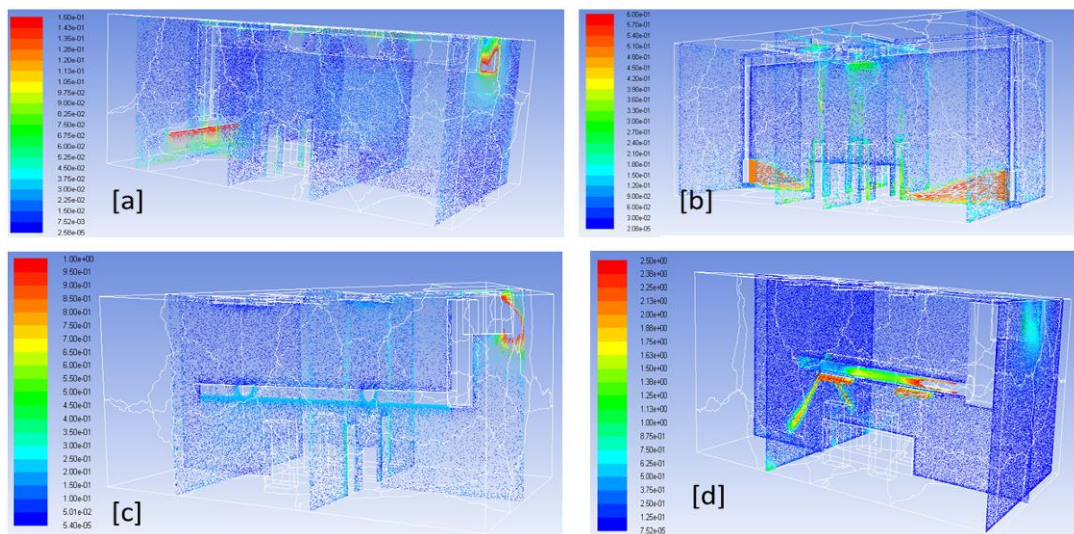 1.50e-01
1.43e-01
1.35e-01
1.28e-01
1.20e-01
1.13e-01
1.05e-01
9.75e-02
9.00e-02
8.25e-02
7.50e-02
6.75e-02
6.00e-02
5.25e-02
4.50e-02
3.75e-02
3.00e-02
2.25e-02
1.50e-02
7.52e-03
2.58e-05
[a]
6.00e-01
5.70e-01
5.40e-01
5.10e-01
4.80e-01
4.50e-01
4.20e-01
3.90e-01
3.60e-01
3.30e-01
3.00e-01
2.70e-01
2.40e-01
2.10e-01
1.80e-01
1.50e-01
1.20e-01
9.00e-02
6.00e-02
3.00e-02
2.08e-05
[b]
1.00e+00
9.50e-01
9.00e-01
8.50e-01
8.00e-01
7.50e-01
7.00e-01
6.50e-01
6.00e-01
5.50e-01
5.00e-01
4.50e-01
4.00e-01
3.50e-01
3.00e-01
2.50e-01
2.00e-01
1.50e-01
1.00e-01
5.01e-02
5.40e-05
[c]
2.50e+00
2.38e+00
2.25e+00
2.13e+00
2.00e+00
1.88e+00
1.75e+00
1.63e+00
1.50e+00
1.38e+00
1.25e+00
1.13e+00
1.00e+00
8.75e-01
7.50e-01
6.25e-01
5.00e-01
3.75e-01
2.50e-01
1.25e-01
7.52e-05
[d]